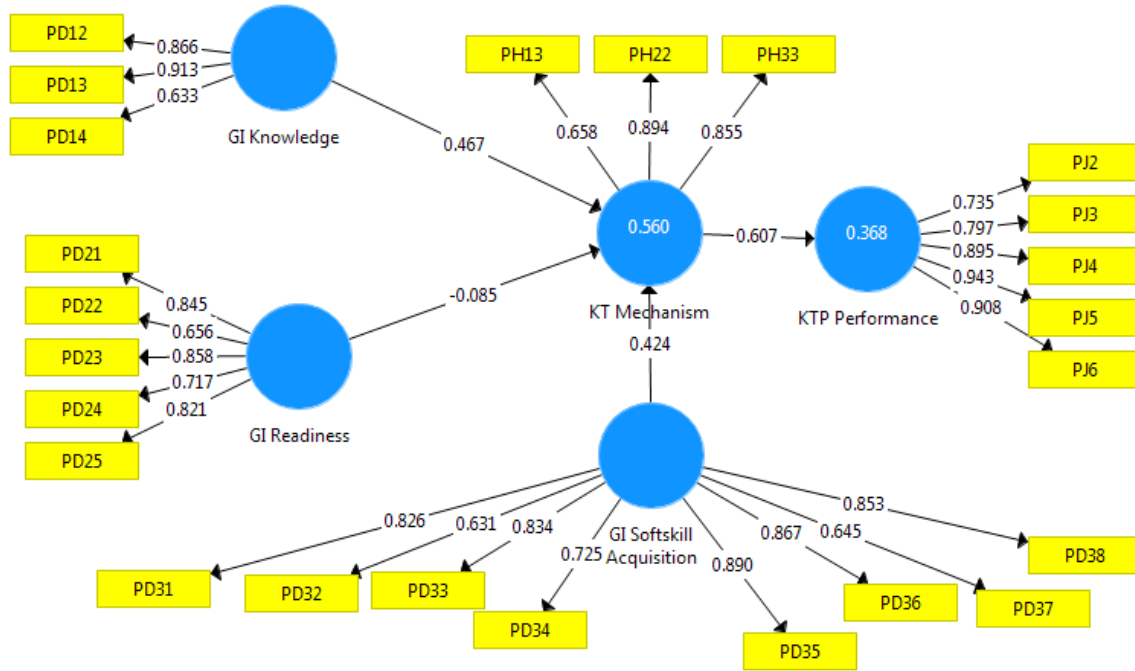 PD12
PD13
PD14
0.866
0.913
0.633
GI Knowledge
0.467
PH13
PH22
PH33
0.658
0.894
0.855
0.560
KT Mechanism
0.607
0.368
KTP Performance
0.735
0.797
0.895
0.943
0.908
PJ2
PJ3
PJ4
PJ5
PJ6
PD21
PD22
PD23
PD24
PD25
0.845
0.656
0.858
0.717
0.821
GI Readiness
-0.085
0.424
GI Softskill
Acquisition
0.826
0.631
0.834
0.725
0.890
0.867
0.645
0.853
PD31
PD32
PD33
PD34
PD35
PD36
PD37
PD38